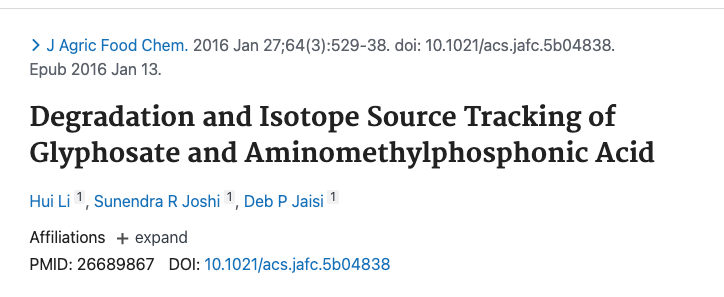 > J Agric Food Chem. 2016 Jan 27;64(3):529-38. doi: 10.1021/acs.jafc.5b04838.
Epub 2016 Jan 13.
Degradation and Isotope Source Tracking of
Glyphosate and Aminomethylphosphonic Acid
Hui Li 1, Sunendra R Joshi 1, Deb P Jaisi 1
Affiliations + expand
PMID: 26689867 DOI: 10.1021/acs.jafc.5b04838